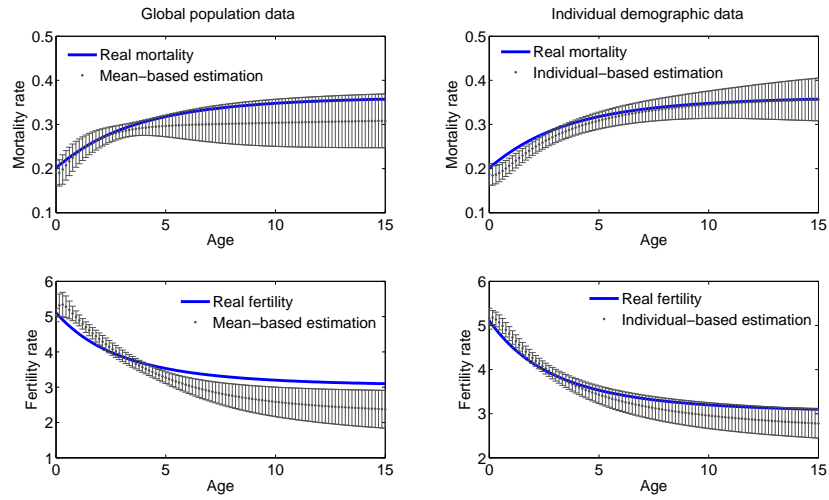 Global population data
0.5
0.4
0.3
0.2
0.1
Mortality rate
Real mortality
Mean−based estimation
0 5 10 15
Age
Individual demographic data
0.5
0.4
0.3
0.2
0.1
Mortality rate
Real mortality
Individual−based estimation
0 5 10 15
Age
6
5
4
3
2
1
Fertility rate
Real fertility
Mean−based estimation
0 5 10 15
Age
6
5
4
3
2
Fertility rate
Real fertility
Individual−based estimation
0 5 10 15
Age